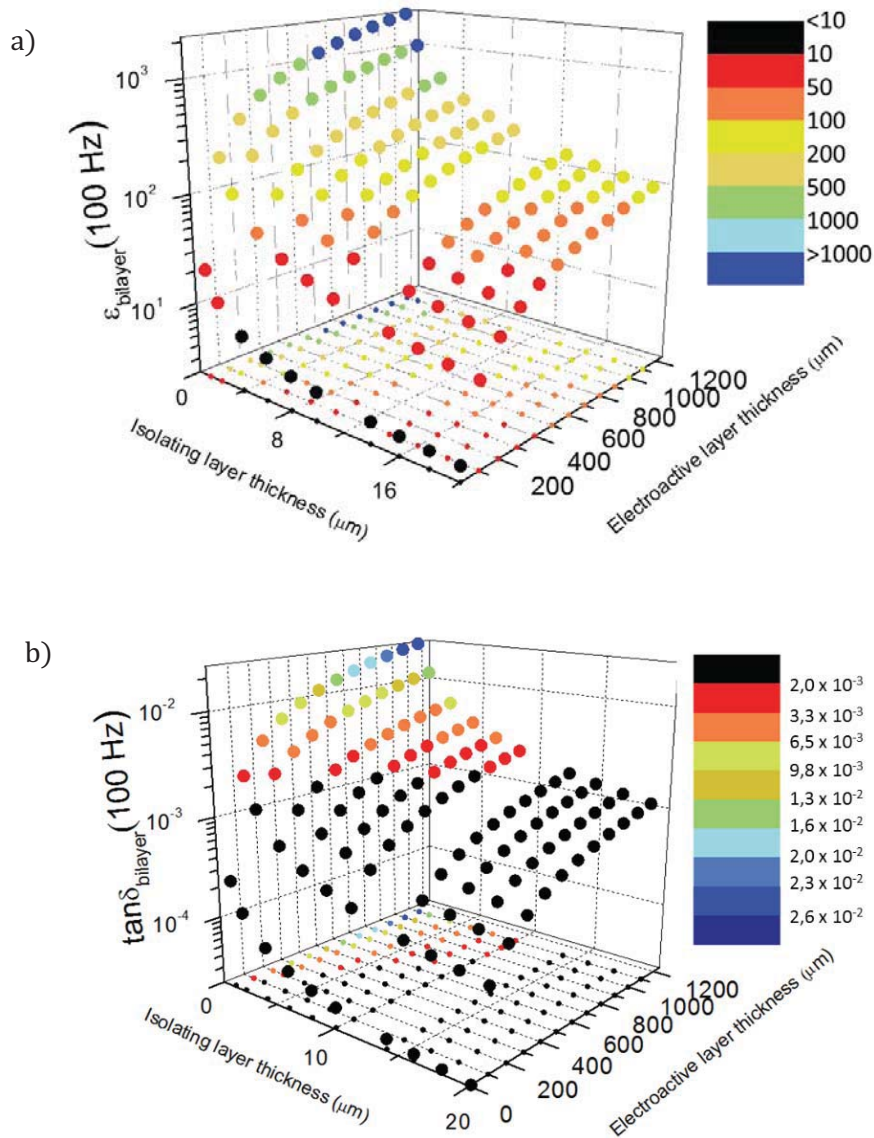 a)
ε_bilayer(100 Hz)
10³
10²
10¹
0
8
16
Isolating layer thickness (μm)
200
400
600
800
1000
1200
Electroactive layer thickness (μm)
<10
10
50
100
200
500
1000
>1000
b)
tanδ_bilayer(100 Hz)
10⁻²
10⁻³
10⁻⁴
0
10
20
Isolating layer thickness (μm)
0
200
400
600
800
1000
1200
Electroactive layer thickness (μm)
2,0 x 10⁻³
3,3 x 10⁻³
6,5 x 10⁻³
9,8 x 10⁻³
1,3 x 10⁻²
1,6 x 10⁻²
2,0 x 10⁻²
2,3 x 10⁻²
2,6 x 10⁻²